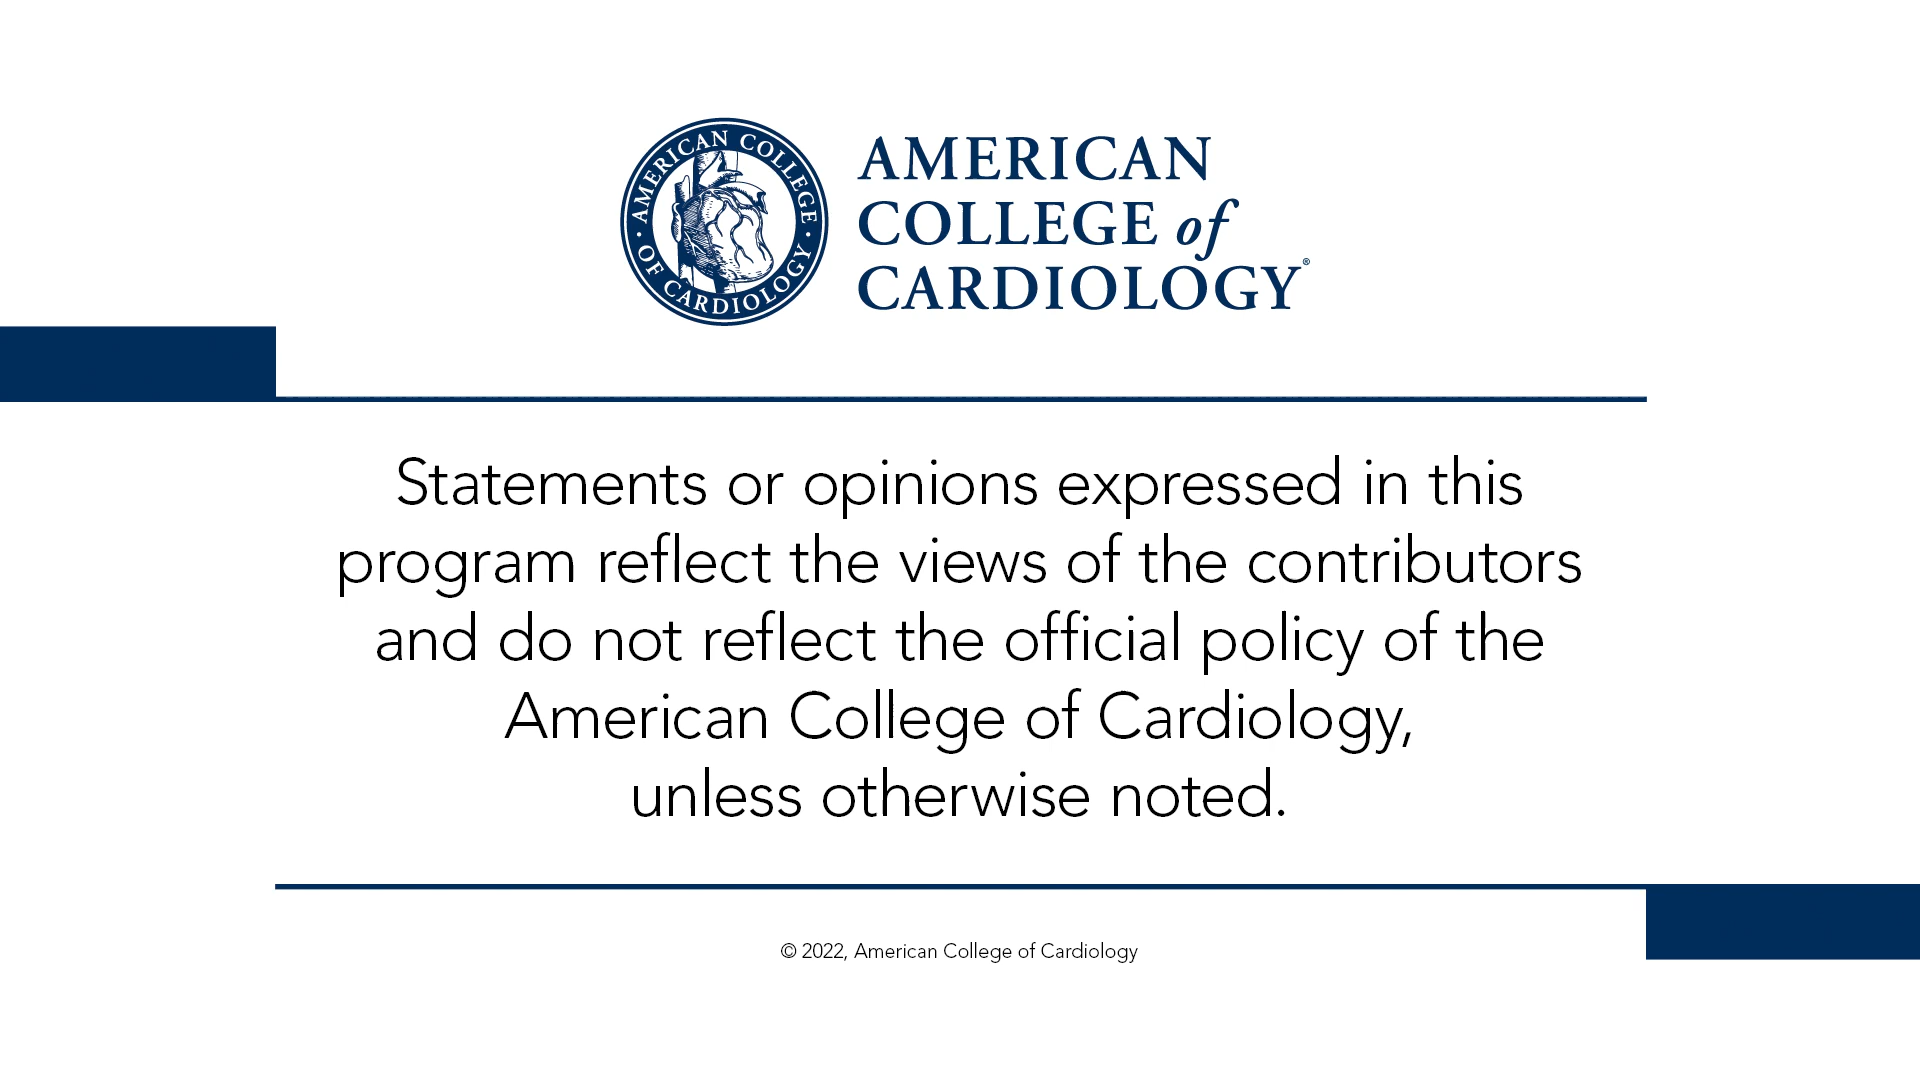 AMERICAN COLLEGE
OF CARDIOLOGY
AMERICAN
COLLEGE of
CARDIOLOGY®
Statements or opinions expressed in this
program reflect the views of the contributors
and do not reflect the official policy of the
American College of Cardiology,
unless otherwise noted.
© 2022, American College of Cardiology